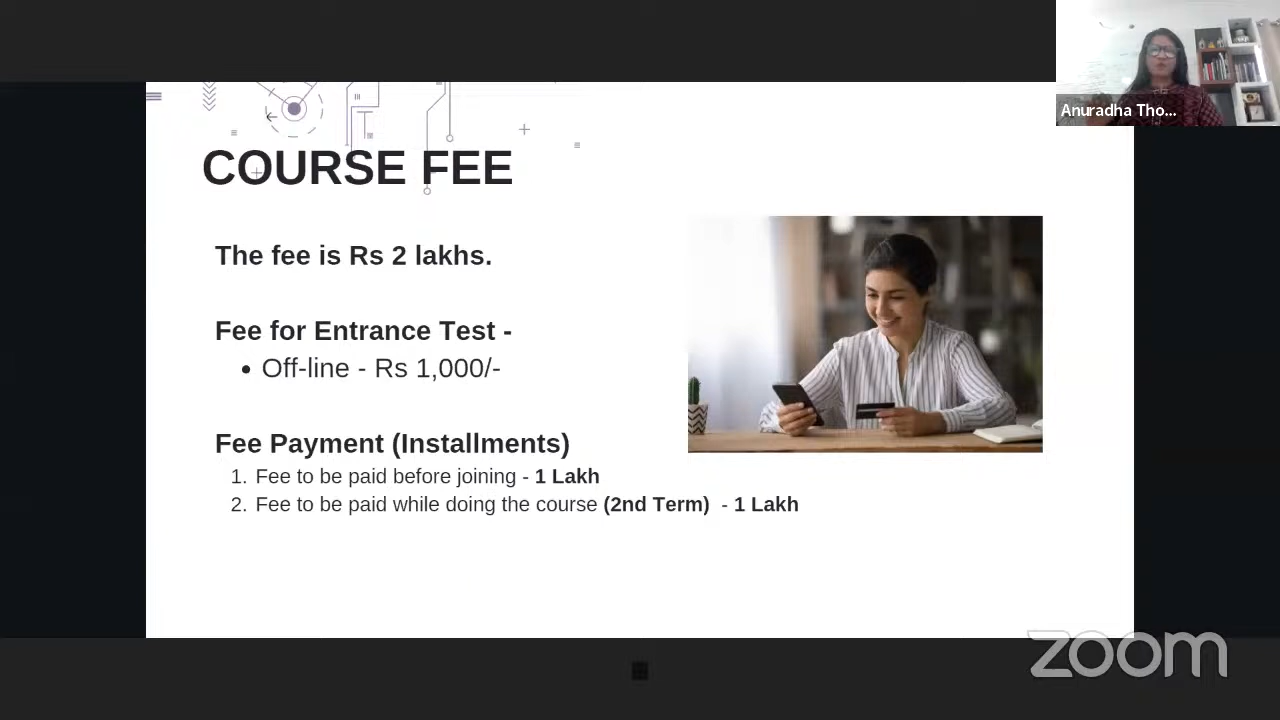 Anuradha Tho...
COURSE FEE
The fee is Rs 2 lakhs.
Fee for Entrance Test -
• Off-line - Rs 1,000/-
Fee Payment (Installments)
1. Fee to be paid before joining - 1 Lakh
2. Fee to be paid while doing the course (2nd Term) - 1 Lakh
zoom